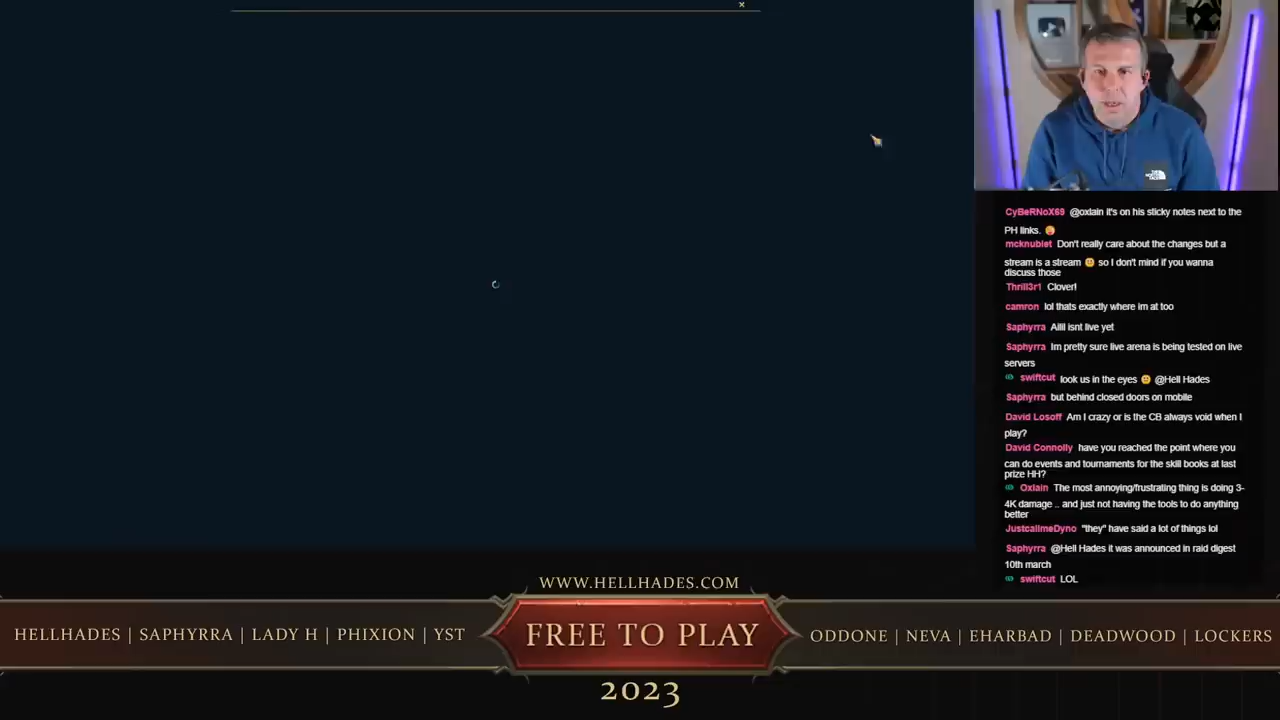 CyBeRNoX69 @oxlain it's on his sticky notes next to the
PH links.
mcknublet Don't really care about the changes but a
stream is a stream so I don't mind if you wanna
discuss those
Thrill3r1 Clover!
camron lol thats exactly where im at too
Saphyrra AIiI isnt live yet
Saphyrra Im pretty sure live arena is being tested on live
servers
swiftcut look us in the eyes @Hell Hades
Saphyrra but behind closed doors on mobile
David Losoff Am I crazy or is the CB always void when I
play?
David Connolly have you reached the point where you
can do events and tournaments for the skill books at last
prize HH?
Oxlain The most annoying/frustrating thing is doing 3-
4K damage .. and just not having the tools to do anything
better
JustcallmeDyno "they" have said a lot of things lol
Saphyrra @Hell Hades it was announced in raid digest
10th march
swiftcut LOL
WWW.HELLHADES.COM
HELLHADES | SAPHYRRA | LADY H | PHIXION | YST
FREE TO PLAY
ODDONE | NEVA | EHARBAD | DEADWOOD | LOCKERS
2023